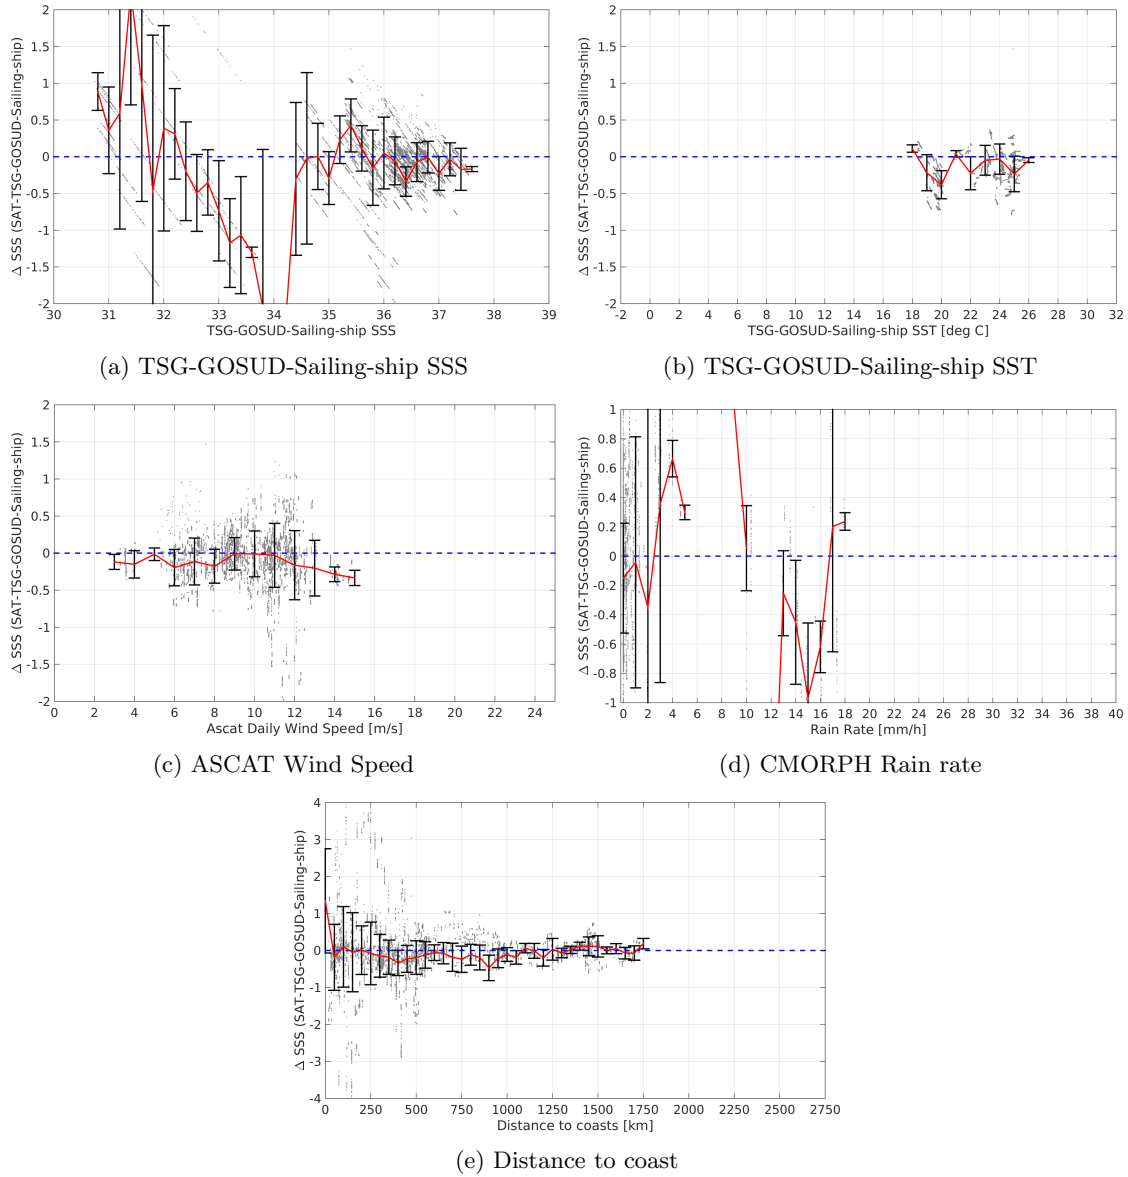 2
1.5
1
0.5
0
-0.5
-1
-1.5
-2
Δ SSS (SAT-TSG-GOSUD-Sailing-ship)
30 31 32 33 34 35 36 37 38 39
TSG-GOSUD-Sailing-ship SSS
(a) TSG-GOSUD-Sailing-ship SSS
2
1.5
1
0.5
0
-0.5
-1
-1.5
-2
Δ SSS (SAT-TSG-GOSUD-Sailing-ship)
-2 0 2 4 6 8 10 12 14 16 18 20 22 24 26 28 30 32
TSG-GOSUD-Sailing-ship SST [deg C]
(b) TSG-GOSUD-Sailing-ship SST
2
1.5
1
0.5
0
-0.5
-1
-1.5
-2
Δ SSS (SAT-TSG-GOSUD-Sailing-ship)
0 2 4 6 8 10 12 14 16 18 20 22 24
Ascat Daily Wind Speed [m/s]
(c) ASCAT Wind Speed
1
0.8
0.6
0.4
0.2
0
-0.2
-0.4
-0.6
-0.8
-1
Δ SSS (SAT-TSG-GOSUD-Sailing-ship)
0 2 4 6 8 10 12 14 16 18 20 22 24 26 28 30 32 34 36 38 40
Rain Rate [mm/h]
(d) CMORPH Rain rate
4
3
2
1
0
-1
-2
-3
-4
Δ SSS (SAT-TSG-GOSUD-Sailing-ship)
0 250 500 750 1000 1250 1500 1750 2000 2250 2500 2750
Distance to coasts [km]
(e) Distance to coast